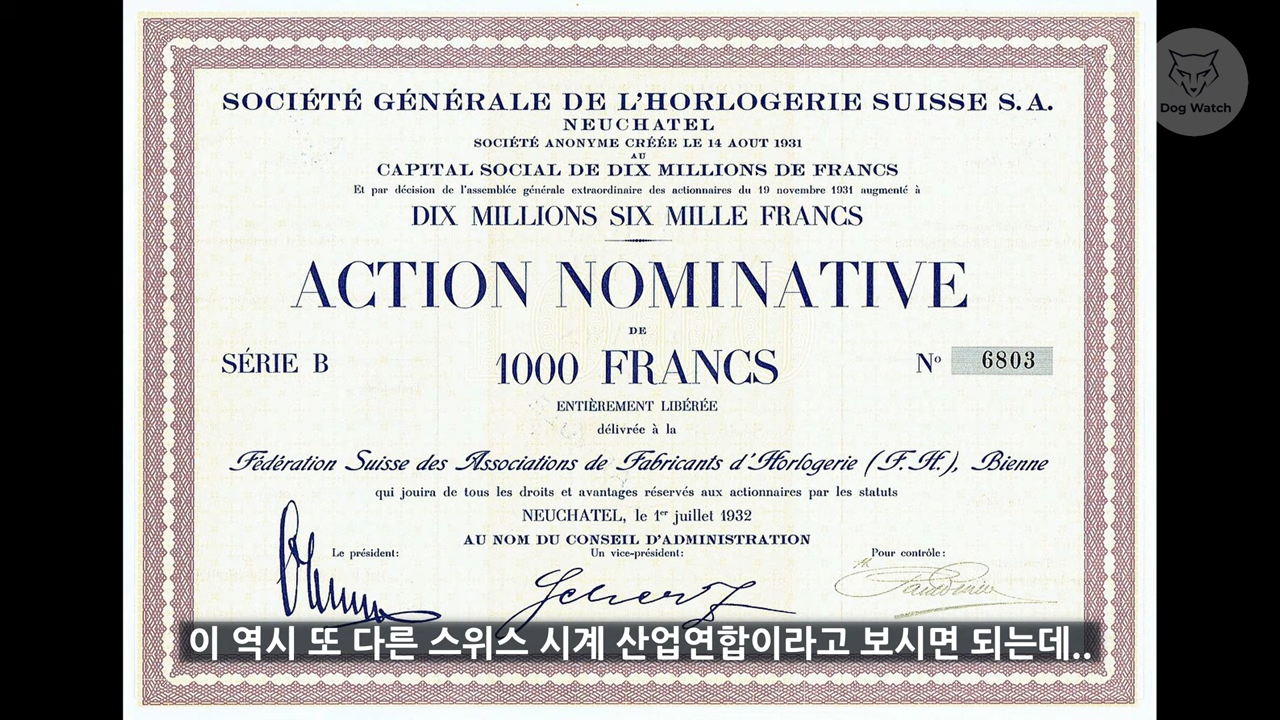 SOCIÉTÉ GÉNÉRALE DE L'HORLOGERIE SUISSE S.A.
NEUCHATEL
SOCIÉTÉ ANONYME CRÉÉE LE 14 AOUT 1931
AU
CAPITAL SOCIAL DE DIX MILLIONS DE FRANCS
Et par décision de l'assemblée générale extraordinaire des actionnaires du 19 novembre 1931 augmenté à
DIX MILLIONS SIX MILLE FRANCS
ACTION NOMINATIVE
DE
SÉRIE B 1000 FRANCS Nº 6803
ENTIÈREMENT LIBÉRÉE
délivrée à la
Fédération Suisse des Associations de Fabricants d'Horlogerie (F. H.), Bienne
qui jouira de tous les droits et avantages réservés aux actionnaires par les statuts
NEUCHATEL, le 1er juillet 1932
AU NOM DU CONSEIL D'ADMINISTRATION
Le président: Un vice-président: Pour contrôle:
이 역시 또 다른 스위스 시계 산업연합이라고 보시면 되는데..
Dog Watch